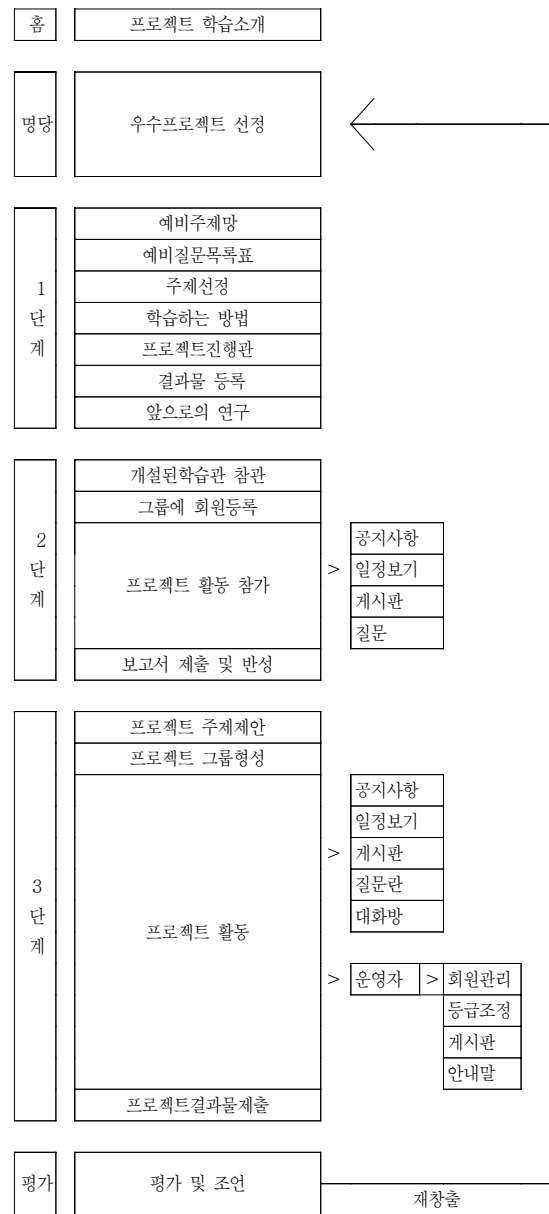 홈
프로젝트 학습소개
명당
우수프로젝트 선정
1
단
계
예비주제망
예비질문목록표
주제선정
학습하는 방법
프로젝트진행관
결과물 등록
앞으로의 연구
2
단
계
개설된학습관 참관
그룹에 회원등록
프로젝트 활동 참가
>
공지사항
일정보기
게시판
질문
보고서 제출 및 반성
3
단
계
프로젝트 주제제안
프로젝트 그룹형성
프로젝트 활동
>
공지사항
일정보기
게시판
질문란
대화방
> 운영자 > 회원관리
등급조정
게시판
안내말
프로젝트결과물제출
평가
평가 및 조언
재창출